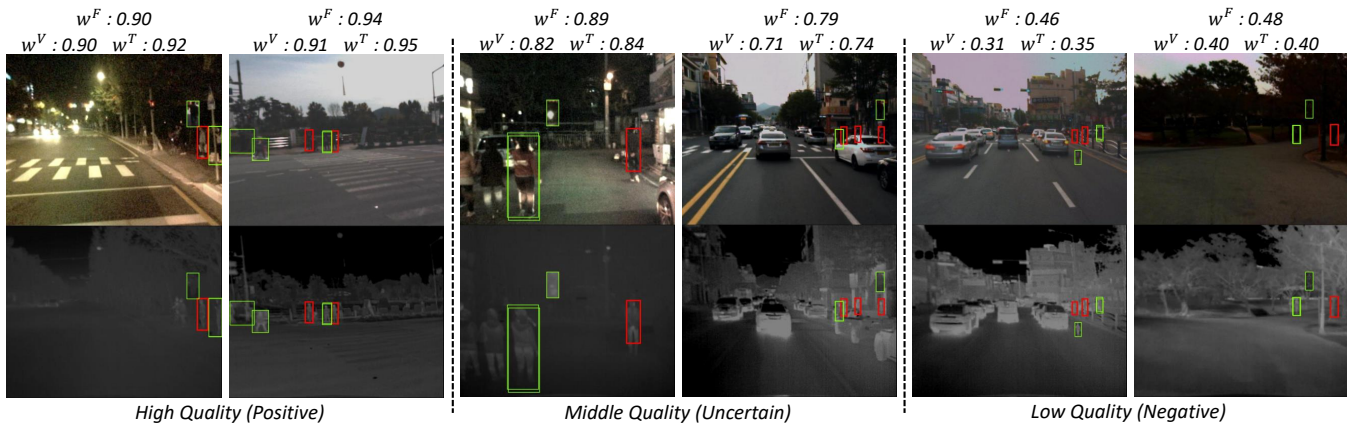 w^F : 0.90
w^V : 0.90 w^T : 0.92
w^F : 0.94
w^V : 0.91 w^T : 0.95
w^F : 0.89
w^V : 0.82 w^T : 0.84
w^F : 0.79
w^V : 0.71 w^T : 0.74
w^F : 0.46
w^V : 0.31 w^T : 0.35
w^F : 0.48
w^V : 0.40 w^T : 0.40
High Quality (Positive)
Middle Quality (Uncertain)
Low Quality (Negative)